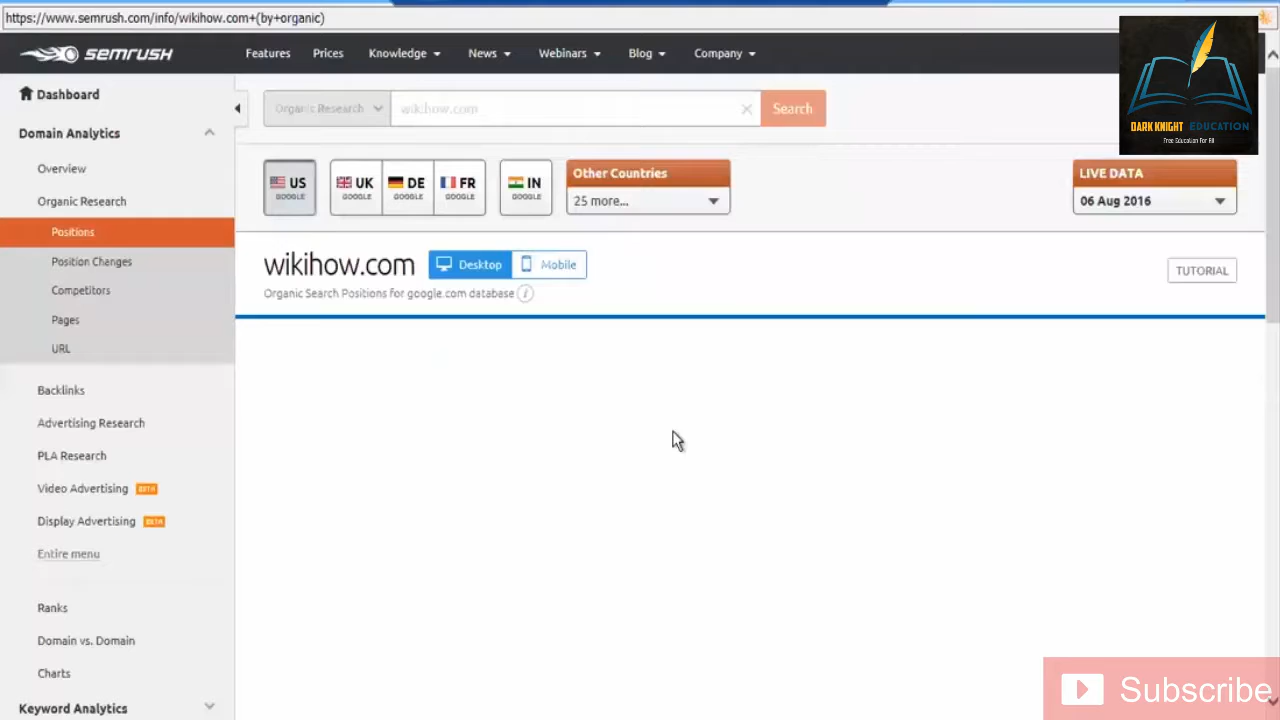 https://www.semrush.com/info/wikihow.com+(by+organic)
SEMRUSH
Features
Prices
Knowledge
News
Webinars
Blog
Company
DARK KNIGHT EDUCATION
Free Education For All
Dashboard
Domain Analytics
Overview
Organic Research
Positions
Position Changes
Competitors
Pages
URL
Backlinks
Advertising Research
PLA Research
Video Advertising BETA
Display Advertising BETA
Entire menu
Ranks
Domain vs. Domain
Charts
Keyword Analytics
Organic Research
wikihow.com
Search
US
GOOGLE
UK
GOOGLE
DE
GOOGLE
FR
GOOGLE
IN
GOOGLE
Other Countries
25 more...
LIVE DATA
06 Aug 2016
wikihow.com
Desktop
Mobile
TUTORIAL
Organic Search Positions for google.com database i
Subscribe